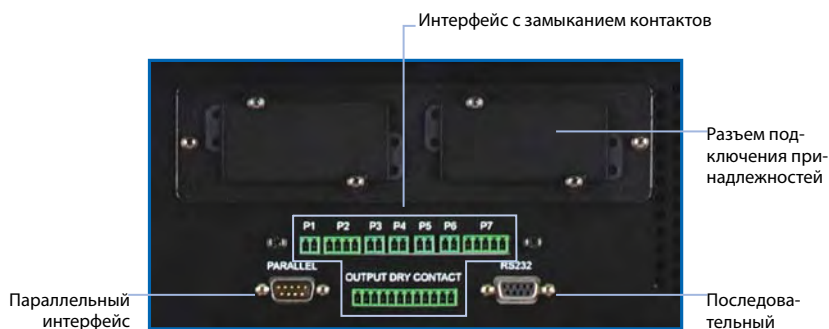 Интерфейс с замыканием контактов
Разъем под-
ключения при-
надлежностей
P1 P2 P3 P4 P5 P6 P7
PARALLEL
OUTPUT DRY CONTACT
RS232
Параллельный
интерфейс
Последова-
тельный